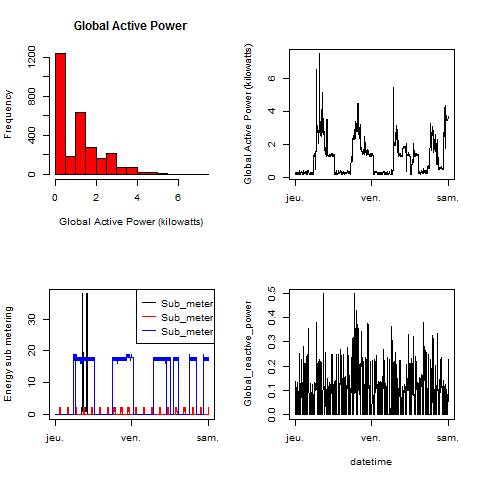 Global Active Power
Frequency
0 400 800 1200
0 2 4 6
Global Active Power (kilowatts)
Global Active Power (kilowatts)
0 2 4 6
jeu. ven. sam.
Energy sub metering
0 10 20 30
jeu. ven. sam.
Sub_meter
Sub_meter
Sub_meter
Global_reactive_power
0.0 0.1 0.2 0.3 0.4 0.5
jeu. ven. sam.
datetime